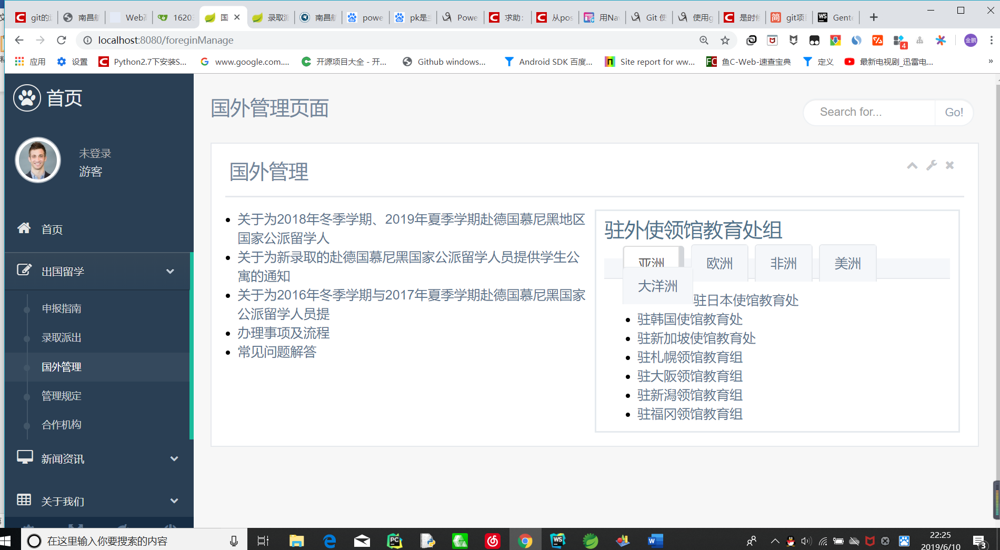 git的达
南昌航
Web高
16203
国
录取派
南昌航
powe
pk是主
Powe
求助：
从pos
用Nav
Git 使
使用g
是时候
git项目
Gente
localhost:8080/foreginManage
金鹏
4
应用
设置
Python2.7下安装S...
www.google.com....
开源项目大全 - 开...
Github windows...
Android SDK 百度...
Site report for ww...
鱼C-Web-速查宝典
定义
最新电视剧_迅雷电...
»
首页
未登录
游客
首页
出国留学
申报指南
录取派出
国外管理
管理规定
合作机构
新闻资讯
关于我们
国外管理页面
Search for...
Go!
国外管理
关于为2018年冬季学期、2019年夏季学期赴德国慕尼黑地区
国家公派留学人
关于为新录取的赴德国慕尼黑国家公派留学人员提供学生公
寓的通知
关于为2016年冬季学期与2017年夏季学期赴德国慕尼黑国家
公派留学人员提
办理事项及流程
常见问题解答
驻外使领馆教育处组
亚洲
欧洲
非洲
美洲
大洋洲
驻日本使馆教育处
驻韩国使馆教育处
驻新加坡使馆教育处
驻札幌领馆教育组
驻大阪领馆教育组
驻新潟领馆教育组
驻福冈领馆教育组
在这里输入你要搜索的内容
22:25
2019/6/10
3